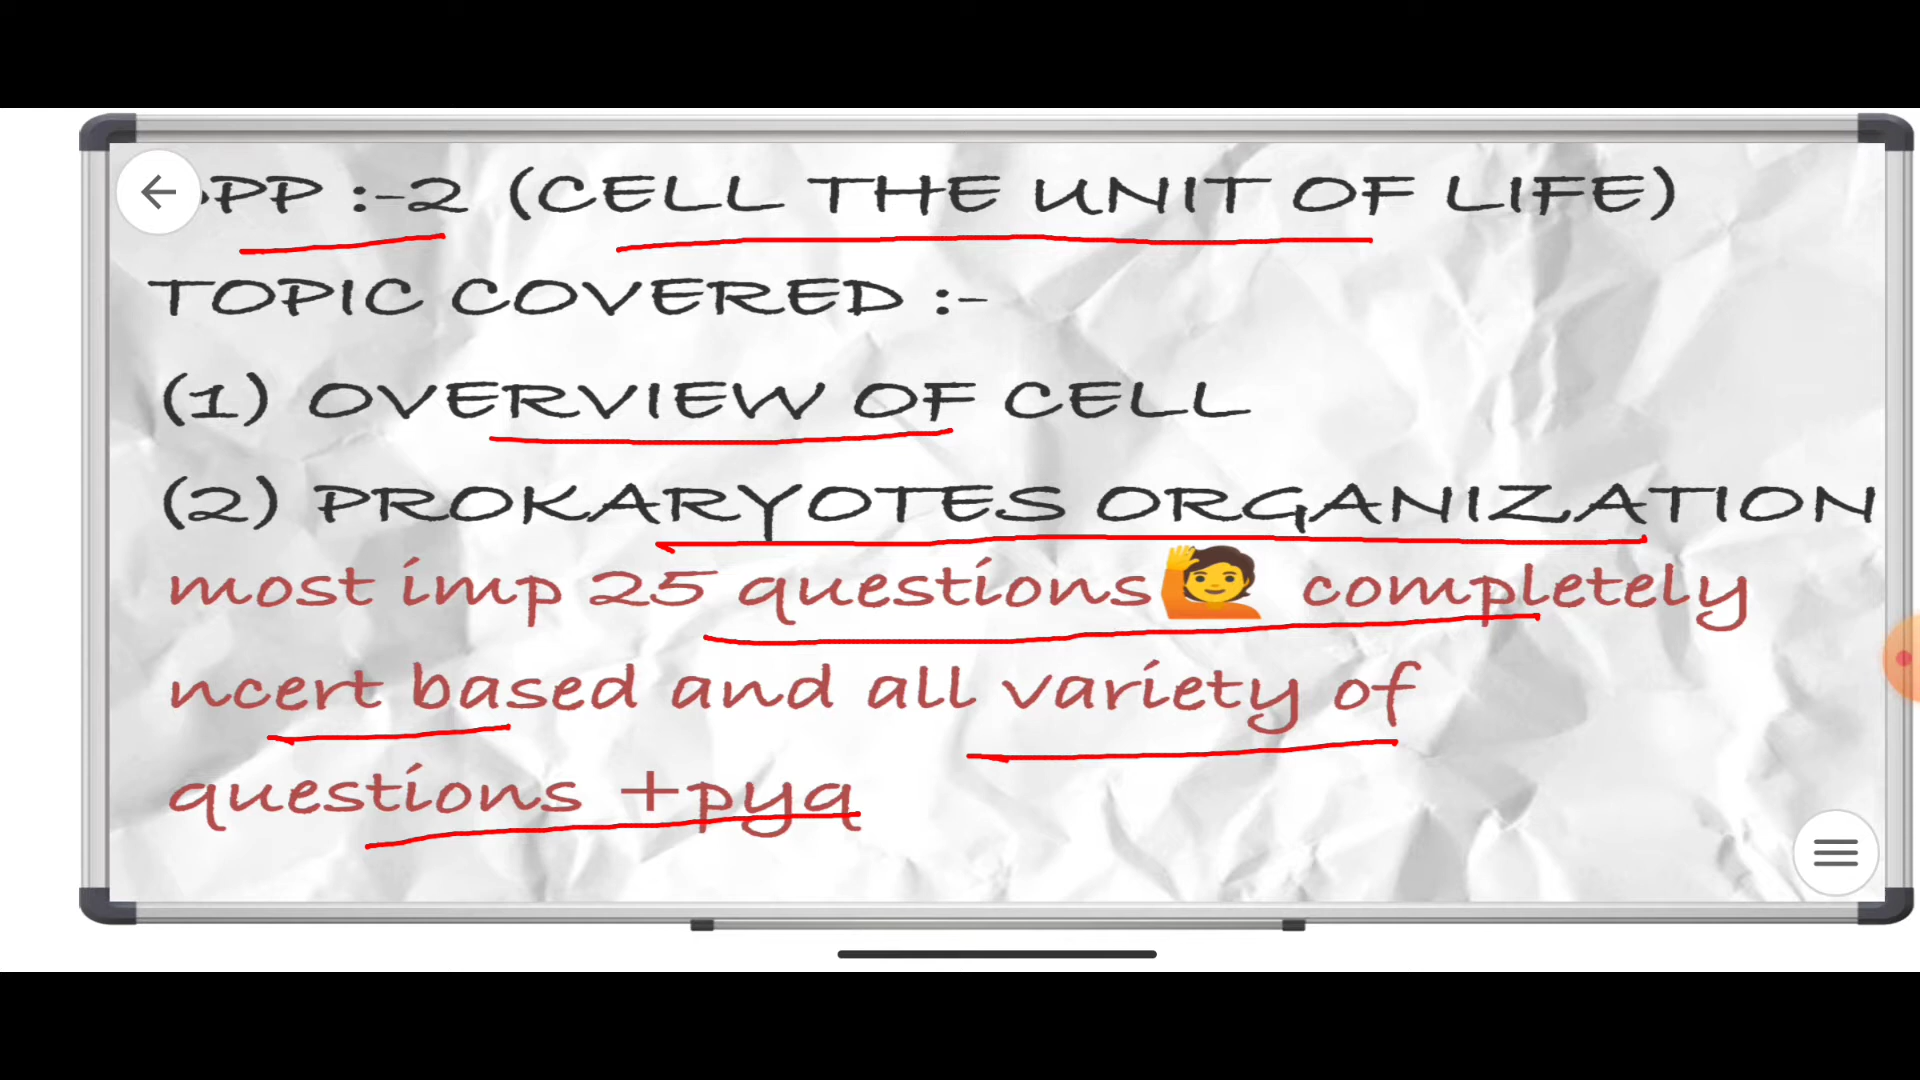 PP :-2 (CELL THE UNIT OF LIFE)
TOPIC COVERED :-
(1) OVERVIEW OF CELL
(2) PROKARYOTES ORGANIZATION
most imp 25 questions🙋 completely
ncert based and all variety of
questions +pyq